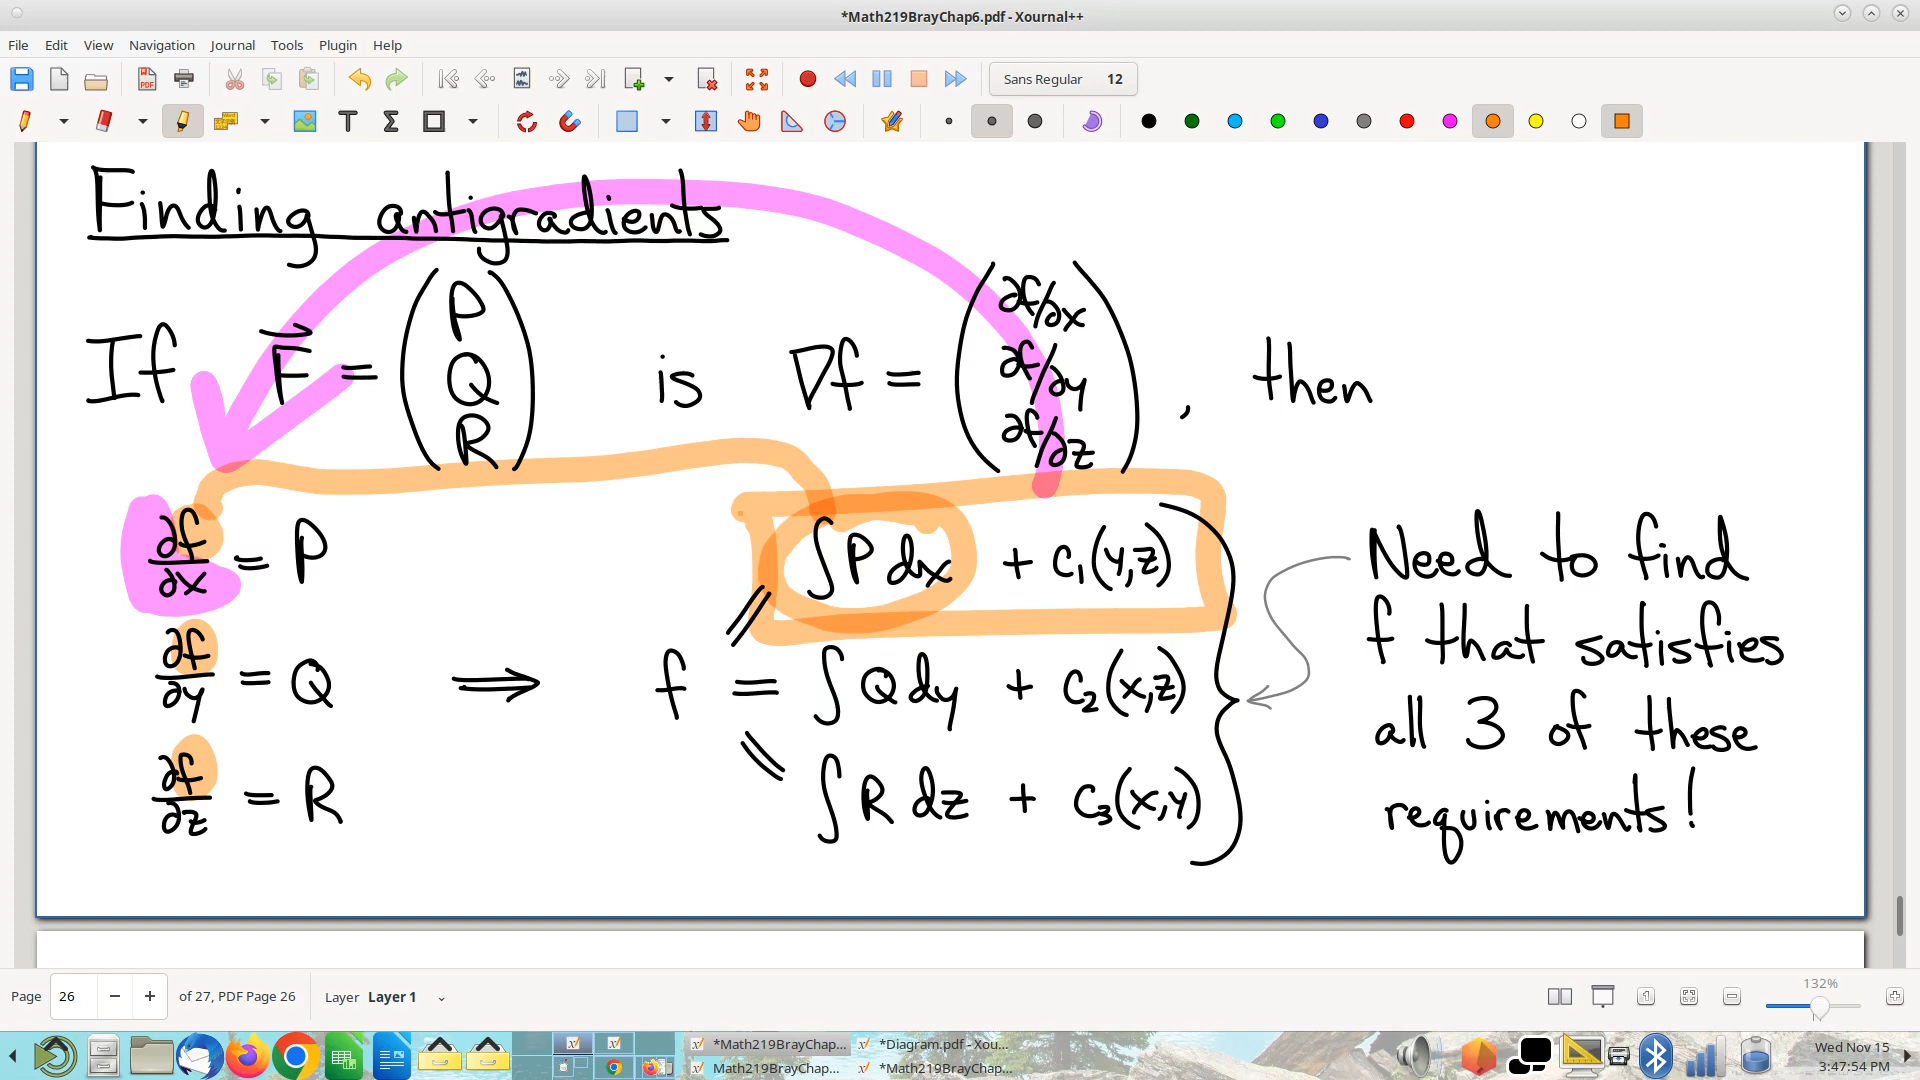 *Math219BrayChap6.pdf - Xournal++
File Edit View Navigation Journal Tools Plugin Help
Sans Regular 12
Finding antigradients
If F⃗ = (P Q R) is ∇f = (∂f/∂x ∂f/∂y ∂f/∂z), then
∂f/∂x = P
∫P dx + c₁(y,z)
∂f/∂y = Q ⟹ f = ∫Q dy + c₂(x,z)
∂f/∂z = R
∫R dz + c₃(x,y)
Need to find
f that satisfies
all 3 of these
requirements!
132%
Page 26 of 27, PDF Page 26 Layer Layer 1
*Math219BrayChap... *Diagram.pdf - Xou...
Math219BrayChap... *Math219BrayChap...
Wed Nov 15
3:47:54 PM